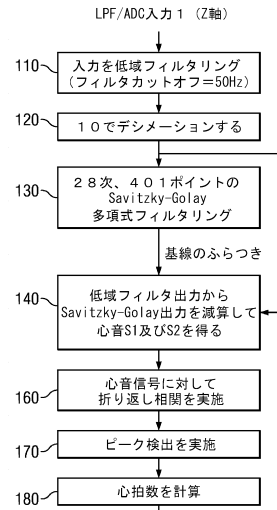 LPF/ADC入力1 (Z軸)
110
入力を低域フィルタリング
(フィルタカットオフ=50Hz)
120
10でデシメーションする
130
28次、401ポイントの
Savitzky-Golay
多項式フィルタリング
基線のふらつき
140
低域フィルタ出力から
Savitzky-Golay出力を減算して
心音S1及びS2を得る
160
心音信号に対して
折り返し相関を実施
170
ピーク検出を実施
180
心拍数を計算